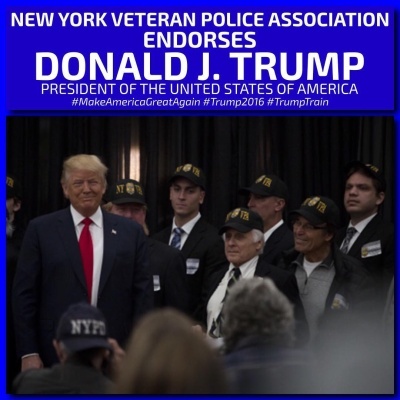 NEW YORK VETERAN POLICE ASSOCIATION
ENDORSES
DONALD J. TRUMP
PRESIDENT OF THE UNITED STATES OF AMERICA
#MakeAmericaGreatAgain #Trump2016 #TrumpTrain
NYPD